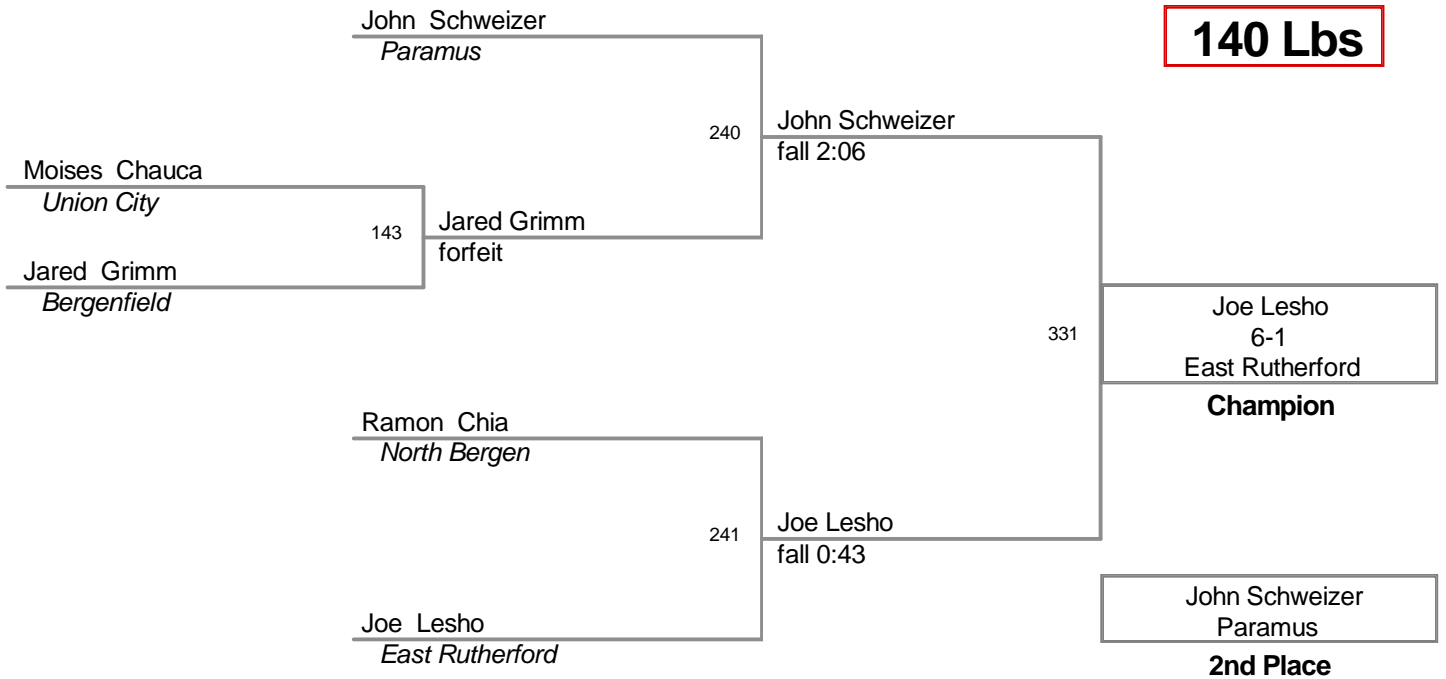 John Schweizer
Paramus
140 Lbs
240
John Schweizer
fall 2:06
Moises Chauca
Union City
143
Jared Grimm
forfeit
Jared Grimm
Bergenfield
331
Joe Lesho
6-1
East Rutherford
Champion
Ramon Chia
North Bergen
241
Joe Lesho
fall 0:43
Joe Lesho
East Rutherford
John Schweizer
Paramus
2nd Place